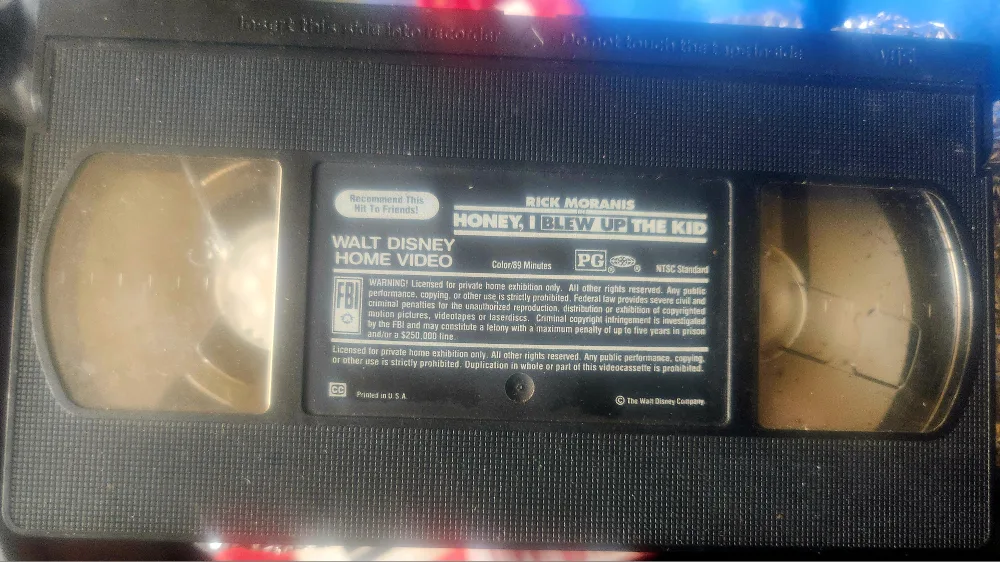 Insert this side into recorder
Do not touch the tape inside
VHS
Recommend This
Hit To Friends!
RICK MORANIS
HONEY, I BLEW UP THE KID
WALT DISNEY
HOME VIDEO
Color/89 Minutes
PG
NTSC Standard
FBI
WARNING! Licensed for private home exhibition only. All other rights reserved. Any public
performance, copying, or other use is strictly prohibited. Federal law provides severe civil and
criminal penalties for the unauthorized reproduction, distribution or exhibition of copyrighted
motion pictures, videotapes or laserdiscs. Criminal copyright infringement is investigated
by the FBI and may constitute a felony with a maximum penalty of up to five years in prison
and/or a $250,000 fine.
Licensed for private home exhibition only. All other rights reserved. Any public performance, copying,
or other use is strictly prohibited. Duplication in whole or part of this videocassette is prohibited.
CC
Printed in U.S.A.
© The Walt Disney Company